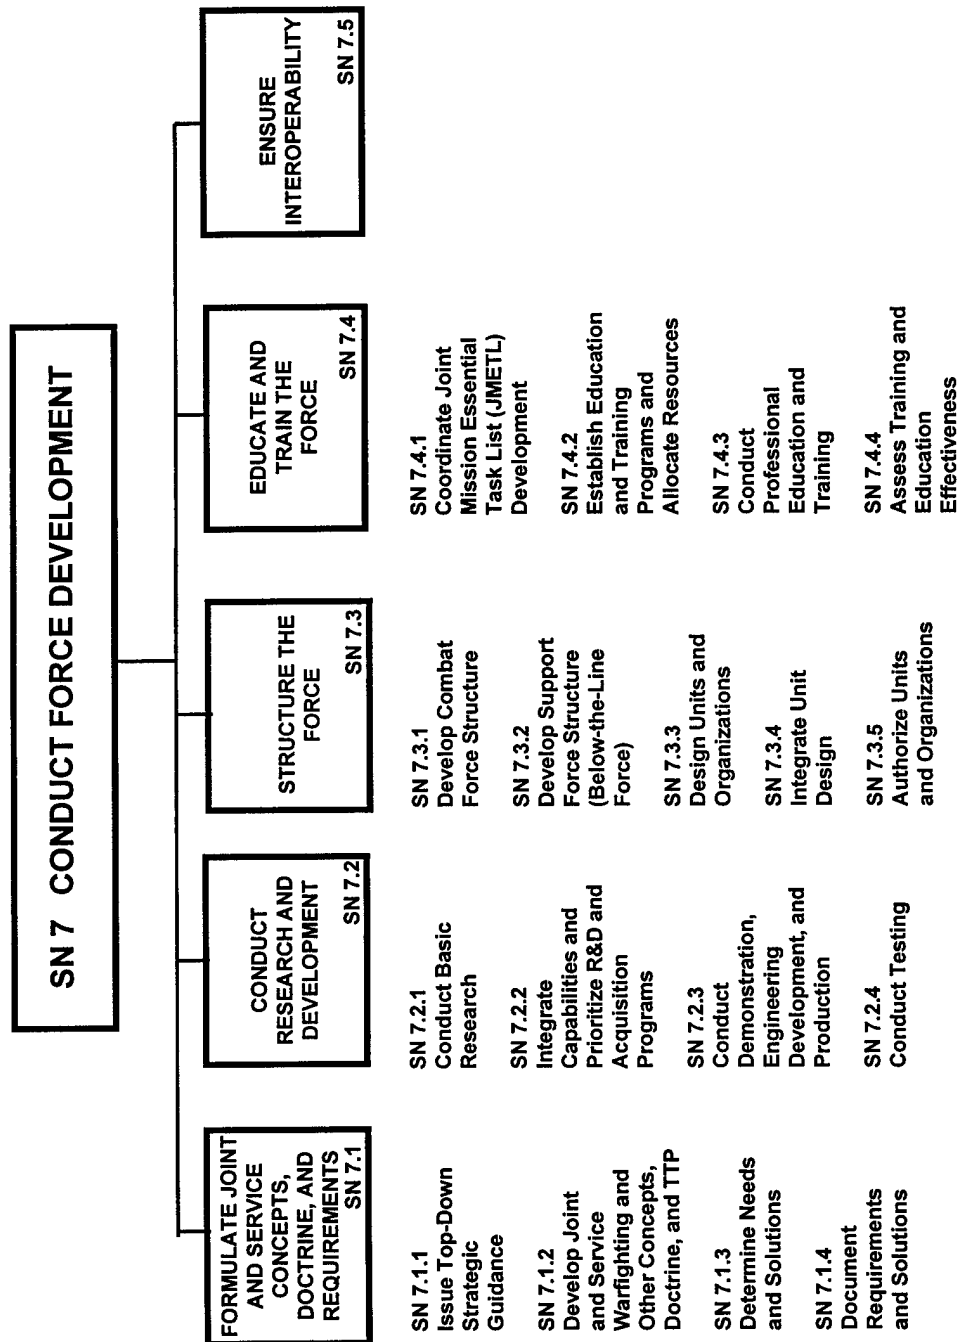 SN 7 CONDUCT FORCE DEVELOPMENT
FORMULATE JOINT
AND SERVICE
CONCEPTS,
DOCTRINE, AND
REQUIREMENTS
SN 7.1
SN 7.1.1
Issue Top-Down
Strategic
Guidance
SN 7.1.2
Develop Joint
and Service
Warfighting and
Other Concepts,
Doctrine, and TTP
SN 7.1.3
Determine Needs
and Solutions
SN 7.1.4
Document
Requirements
and Solutions
CONDUCT
RESEARCH AND
DEVELOPMENT
SN 7.2
SN 7.2.1
Conduct Basic
Research
SN 7.2.2
Integrate
Capabilities and
Prioritize R&D and
Acquisition
Programs
SN 7.2.3
Conduct
Demonstration,
Engineering
Development, and
Production
SN 7.2.4
Conduct Testing
STRUCTURE THE
FORCE
SN 7.3
SN 7.3.1
Develop Combat
Force Structure
SN 7.3.2
Develop Support
Force Structure
(Below-the-Line
Force)
SN 7.3.3
Design Units and
Organizations
SN 7.3.4
Integrate Unit
Design
SN 7.3.5
Authorize Units
and Organizations
EDUCATE AND
TRAIN THE
FORCE
SN 7.4
SN 7.4.1
Coordinate Joint
Mission Essential
Task List (JMETL)
Development
SN 7.4.2
Establish Education
and Training
Programs and
Allocate Resources
SN 7.4.3
Conduct
Professional
Education and
Training
SN 7.4.4
Assess Training and
Education
Effectiveness
ENSURE
INTEROPERABILITY
SN 7.5